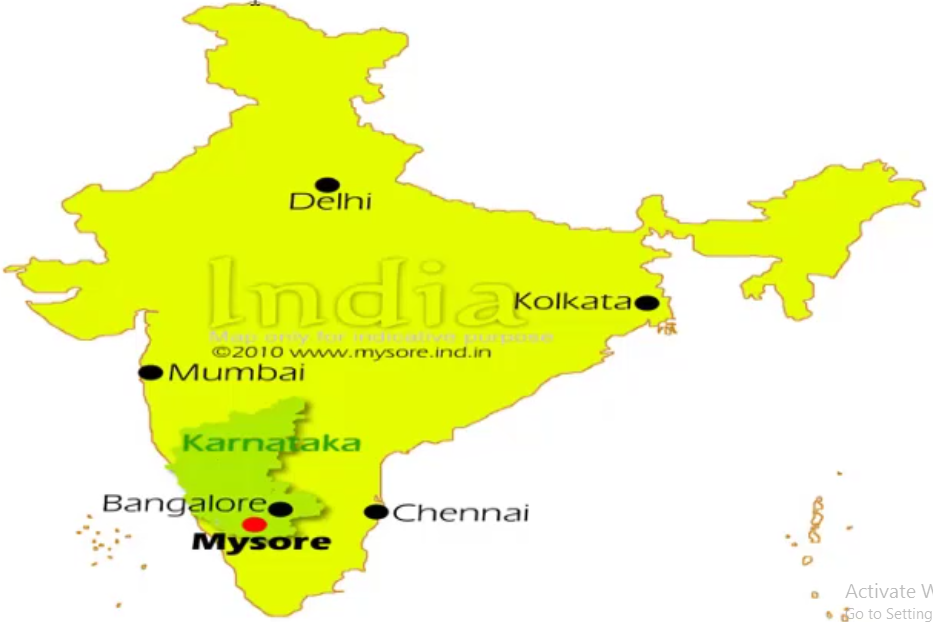 Delhi
India
Kolkata
Map only for indicative purpose
©2010 www.mysore.ind.in
Mumbai
Karnataka
Bangalore
Chennai
Mysore
Activate W
Go to Setting